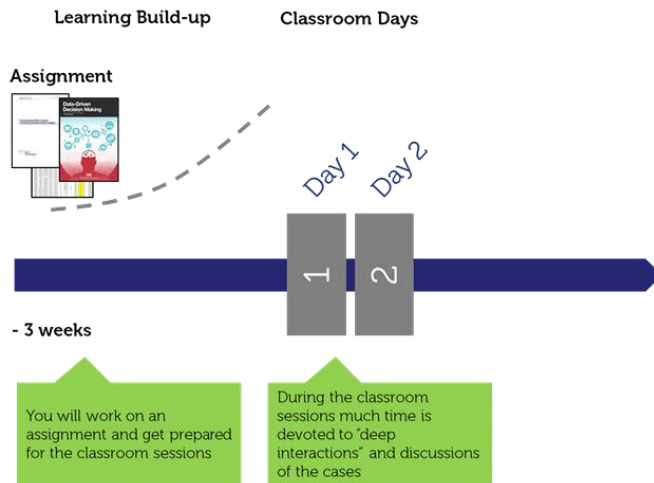 Learning Build-up
Classroom Days
Assignment
Data-Driven
Decision Making
Day 1
Day 2
1
2
- 3 weeks
You will work on an
assignment and get prepared
for the classroom sessions
During the classroom
sessions much time is
devoted to "deep
interactions" and discussions
of the cases